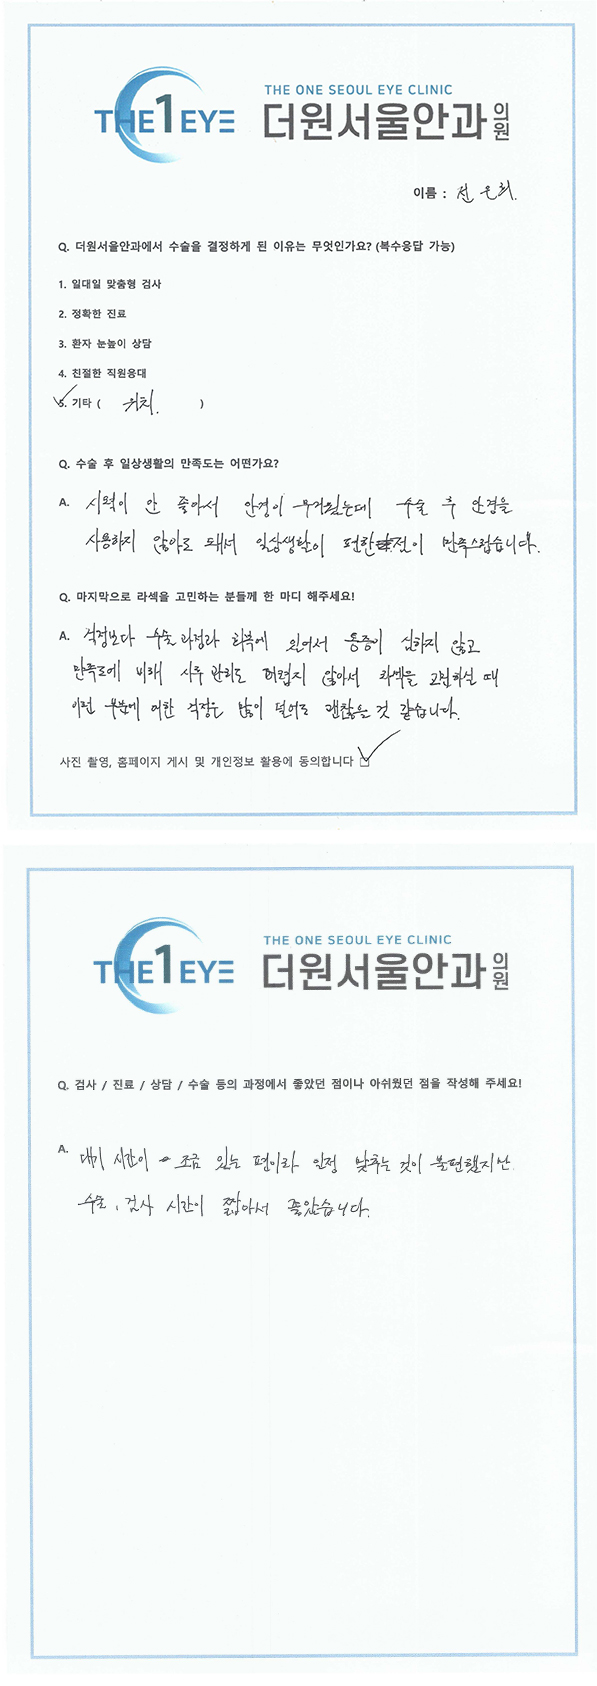 THE 1 EYE
THE ONE SEOUL EYE CLINIC
더원서울안과의원
이름 : 전은희.
Q. 더원서울안과에서 수술을 결정하게 된 이유는 무엇인가요? (복수응답 가능)
1. 일대일 맞춤형 검사
2. 정확한 진료
3. 환자 눈높이 상담
4. 친절한 직원응대
5. 기타 ( 위치. )
Q. 수술 후 일상생활의 만족도는 어떤가요?
A. 시력이 안 좋아서 안경이 무거웠는데 수술 후 안경을
사용하지 않아도 돼서 일상생활이 편한 점이 만족스럽습니다.
Q. 마지막으로 라섹을 고민하는 분들께 한 마디 해주세요!
A. 걱정보다 수술 과정과 회복에 있어서 통증이 심하지 않고
만족도에 비해 사후 관리도 어렵지 않아서 라섹을 고민하실 때
이런 부분에 대한 걱정은 많이 덜어도 괜찮을 것 같습니다.
사진 촬영, 홈페이지 게시 및 개인정보 활용에 동의합니다
THE 1 EYE
THE ONE SEOUL EYE CLINIC
더원서울안과의원
Q. 검사 / 진료 / 상담 / 수술 등의 과정에서 좋았던 점이나 아쉬웠던 점을 작성해 주세요!
A. 대기 시간이 조금 있는 편이라 일정 맞추는 것이 불편했지만
수술, 검사 시간이 짧아서 좋았습니다.